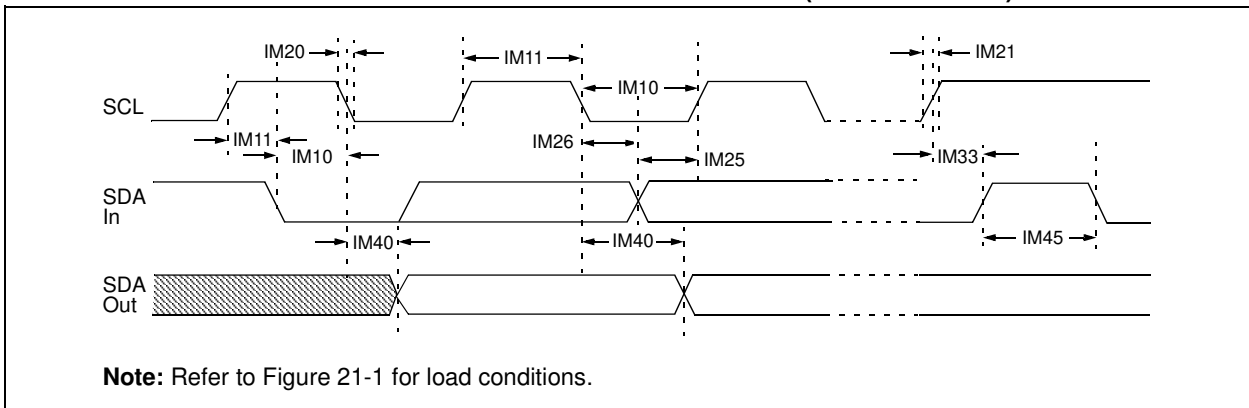 IM20
IM11
IM21
IM10
SCL
IM11
IM10
IM26
IM25
IM33
SDA
In
IM40
IM40
IM45
SDA
Out
Note: Refer to Figure 21-1 for load conditions.